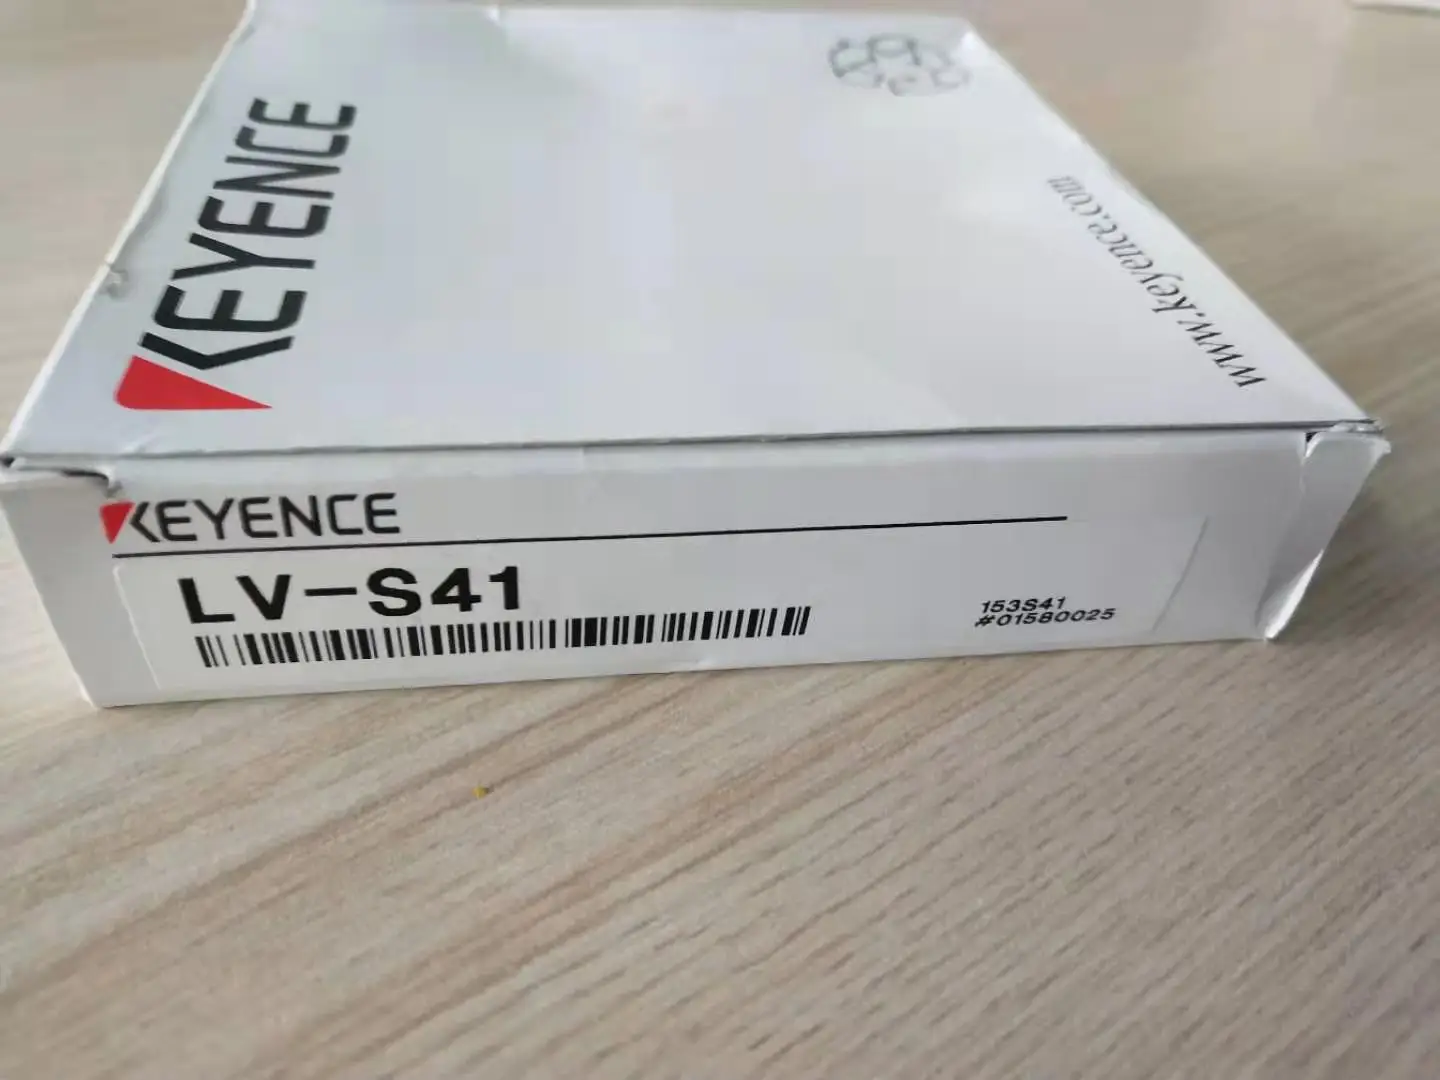 KEYENCE
www.keyence.com
KEYENCE
LV-S41
153S41
#01580025